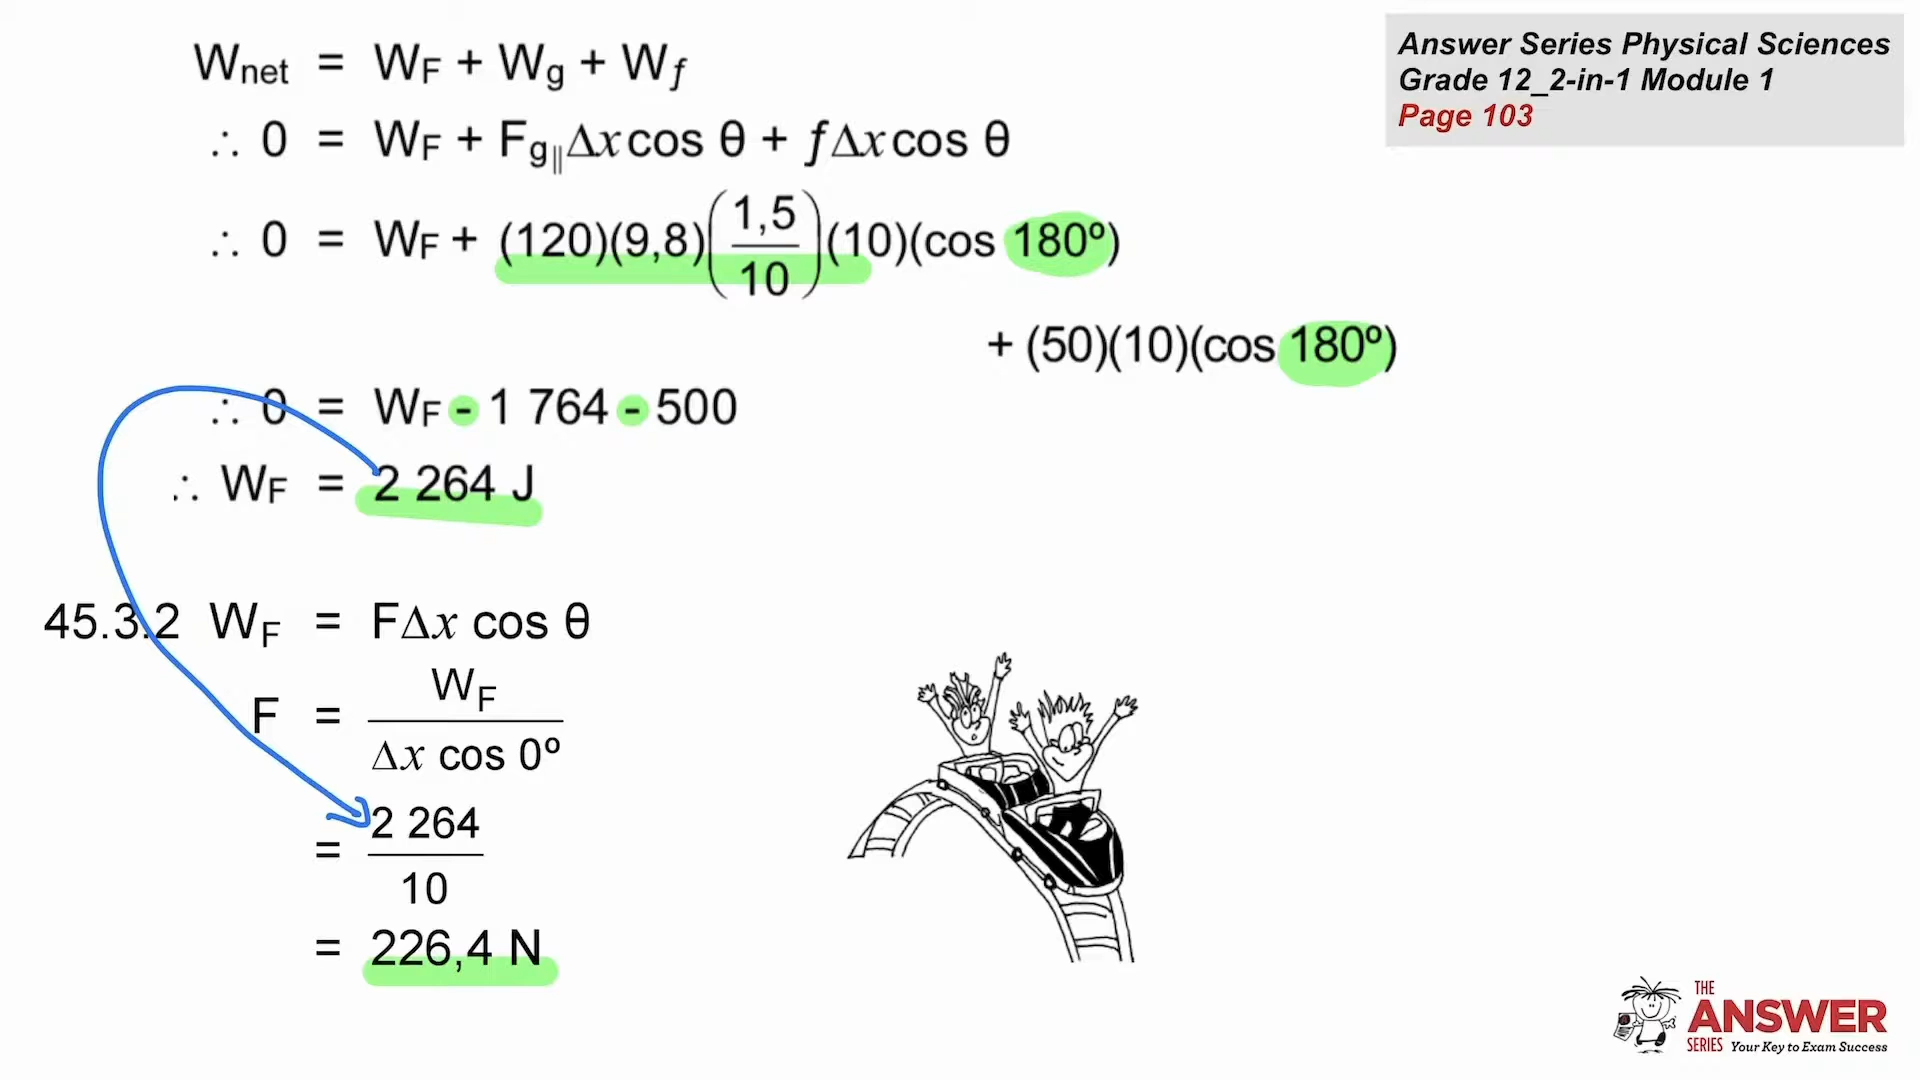 Answer Series Physical Sciences
Grade 12_2-in-1 Module 1
Page 103
Wnet = WF + Wg + Wf
∴ 0 = WF + Fg||Δx cos θ + fΔx cos θ
∴ 0 = WF + (120)(9,8)(1,5/10)(10)(cos 180º)
+ (50)(10)(cos 180º)
∴ 0 = WF - 1 764 - 500
∴ WF = 2 264 J
45.3.2 WF = FΔx cos θ
F = WF / Δx cos 0º
= 2 264 / 10
= 226,4 N
THE
ANSWER
SERIES Your Key to Exam Success